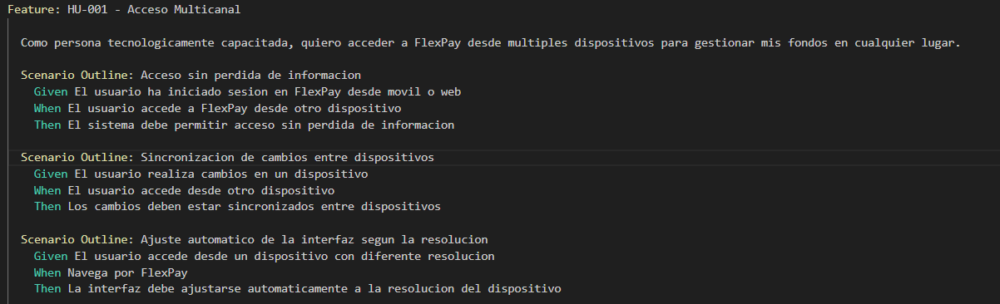 Feature: HU-001 - Acceso Multicanal
Como persona tecnologicamente capacitada, quiero acceder a FlexPay desde multiples dispositivos para gestionar mis fondos en cualquier lugar.
Scenario Outline: Acceso sin perdida de informacion
Given El usuario ha iniciado sesion en FlexPay desde movil o web
When El usuario accede a FlexPay desde otro dispositivo
Then El sistema debe permitir acceso sin perdida de informacion
Scenario Outline: Sincronizacion de cambios entre dispositivos
Given El usuario realiza cambios en un dispositivo
When El usuario accede desde otro dispositivo
Then Los cambios deben estar sincronizados entre dispositivos
Scenario Outline: Ajuste automatico de la interfaz segun la resolucion
Given El usuario accede desde un dispositivo con diferente resolucion
When Navega por FlexPay
Then La interfaz debe ajustarse automaticamente a la resolucion del dispositivo